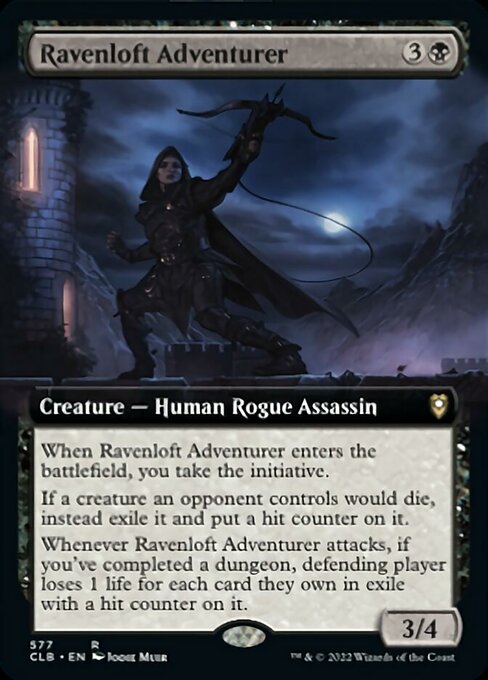 Ravenloft Adventurer 3
Creature — Human Rogue Assassin
When Ravenloft Adventurer enters the
battlefield, you take the initiative.
If a creature an opponent controls would die,
instead exile it and put a hit counter on it.
Whenever Ravenloft Adventurer attacks, if
you've completed a dungeon, defending player
loses 1 life for each card they own in exile
with a hit counter on it.
3/4
577 R
CLB • EN Jodie Muir
™ & © 2022 Wizards of the Coast